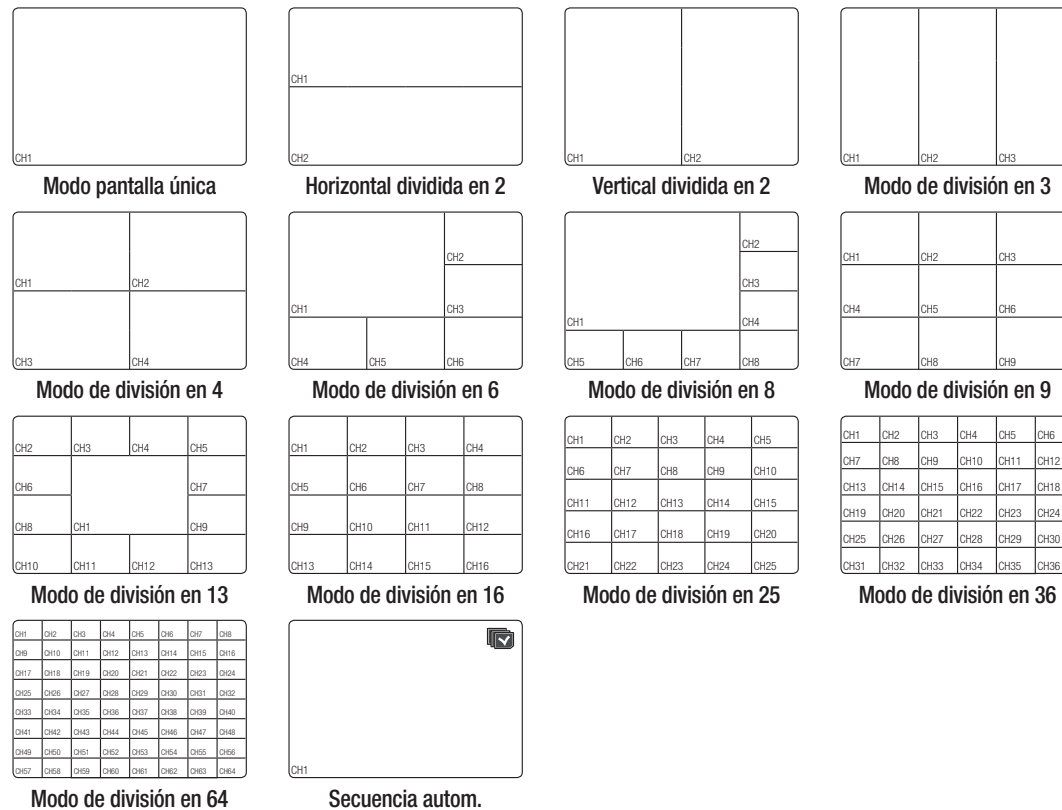 CH1
Modo pantalla única
CH1
CH2
Horizontal dividida en 2
CH1 CH2
Vertical dividida en 2
CH1 CH2 CH3
Modo de división en 3
CH1 CH2
CH3 CH4
Modo de división en 4
CH2
CH1 CH3
CH4 CH5 CH6
Modo de división en 6
CH2
CH3
CH1 CH4
CH5 CH6 CH7 CH8
Modo de división en 8
CH1 CH2 CH3
CH4 CH5 CH6
CH7 CH8 CH9
Modo de división en 9
CH2 CH3 CH4 CH5
CH6 CH7
CH8 CH1 CH9
CH10 CH11 CH12 CH13
Modo de división en 13
CH1 CH2 CH3 CH4
CH5 CH6 CH7 CH8
CH9 CH10 CH11 CH12
CH13 CH14 CH15 CH16
Modo de división en 16
CH1 CH2 CH3 CH4 CH5
CH6 CH7 CH8 CH9 CH10
CH11 CH12 CH13 CH14 CH15
CH16 CH17 CH18 CH19 CH20
CH21 CH22 CH23 CH24 CH25
Modo de división en 25
CH1 CH2 CH3 CH4 CH5 CH6
CH7 CH8 CH9 CH10 CH11 CH12
CH13 CH14 CH15 CH16 CH17 CH18
CH19 CH20 CH21 CH22 CH23 CH24
CH25 CH26 CH27 CH28 CH29 CH30
CH31 CH32 CH33 CH34 CH35 CH36
Modo de división en 36
CH1 CH2 CH3 CH4 CH5 CH6 CH7 CH8
CH9 CH10 CH11 CH12 CH13 CH14 CH15 CH16
CH17 CH18 CH19 CH20 CH21 CH22 CH23 CH24
CH25 CH26 CH27 CH28 CH29 CH30 CH31 CH32
CH33 CH34 CH35 CH36 CH37 CH38 CH39 CH40
CH41 CH42 CH43 CH44 CH45 CH46 CH47 CH48
CH49 CH50 CH51 CH52 CH53 CH54 CH55 CH56
CH57 CH58 CH59 CH60 CH61 CH62 CH63 CH64
Modo de división en 64
CH1
Secuencia autom.